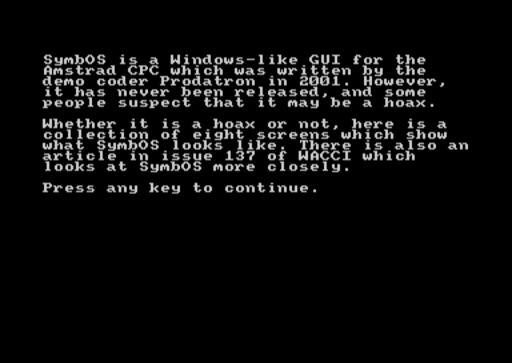 SymbOS is a Windows-like GUI for the
Amstrad CPC which was written by the
demo coder Prodatron in 2001. However,
it has never been released, and some
people suspect that it may be a hoax.
Whether it is a hoax or not, here is a
collection of eight screens which show
what SymbOS looks like. There is also an
article in issue 137 of WACCI which
looks at SymbOS more closely.
Press any key to continue.